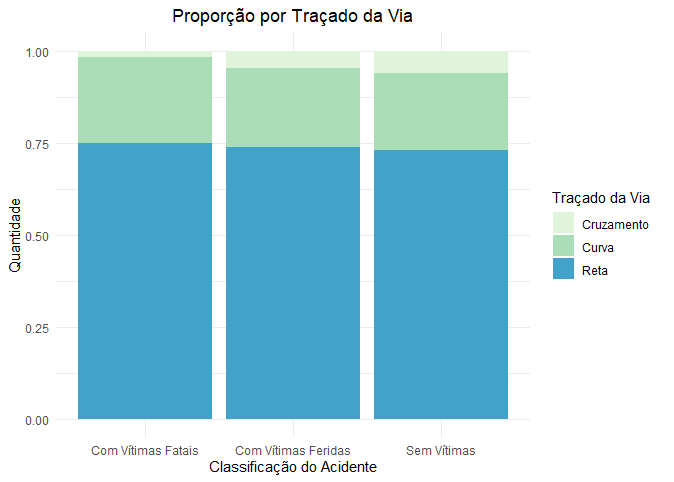 Proporção por Traçado da Via
1.00
0.75
0.50
0.25
0.00
Quantidade
Com Vítimas Fatais
Com Vítimas Feridas
Sem Vítimas
Classificação do Acidente
Traçado da Via
Cruzamento
Curva
Reta